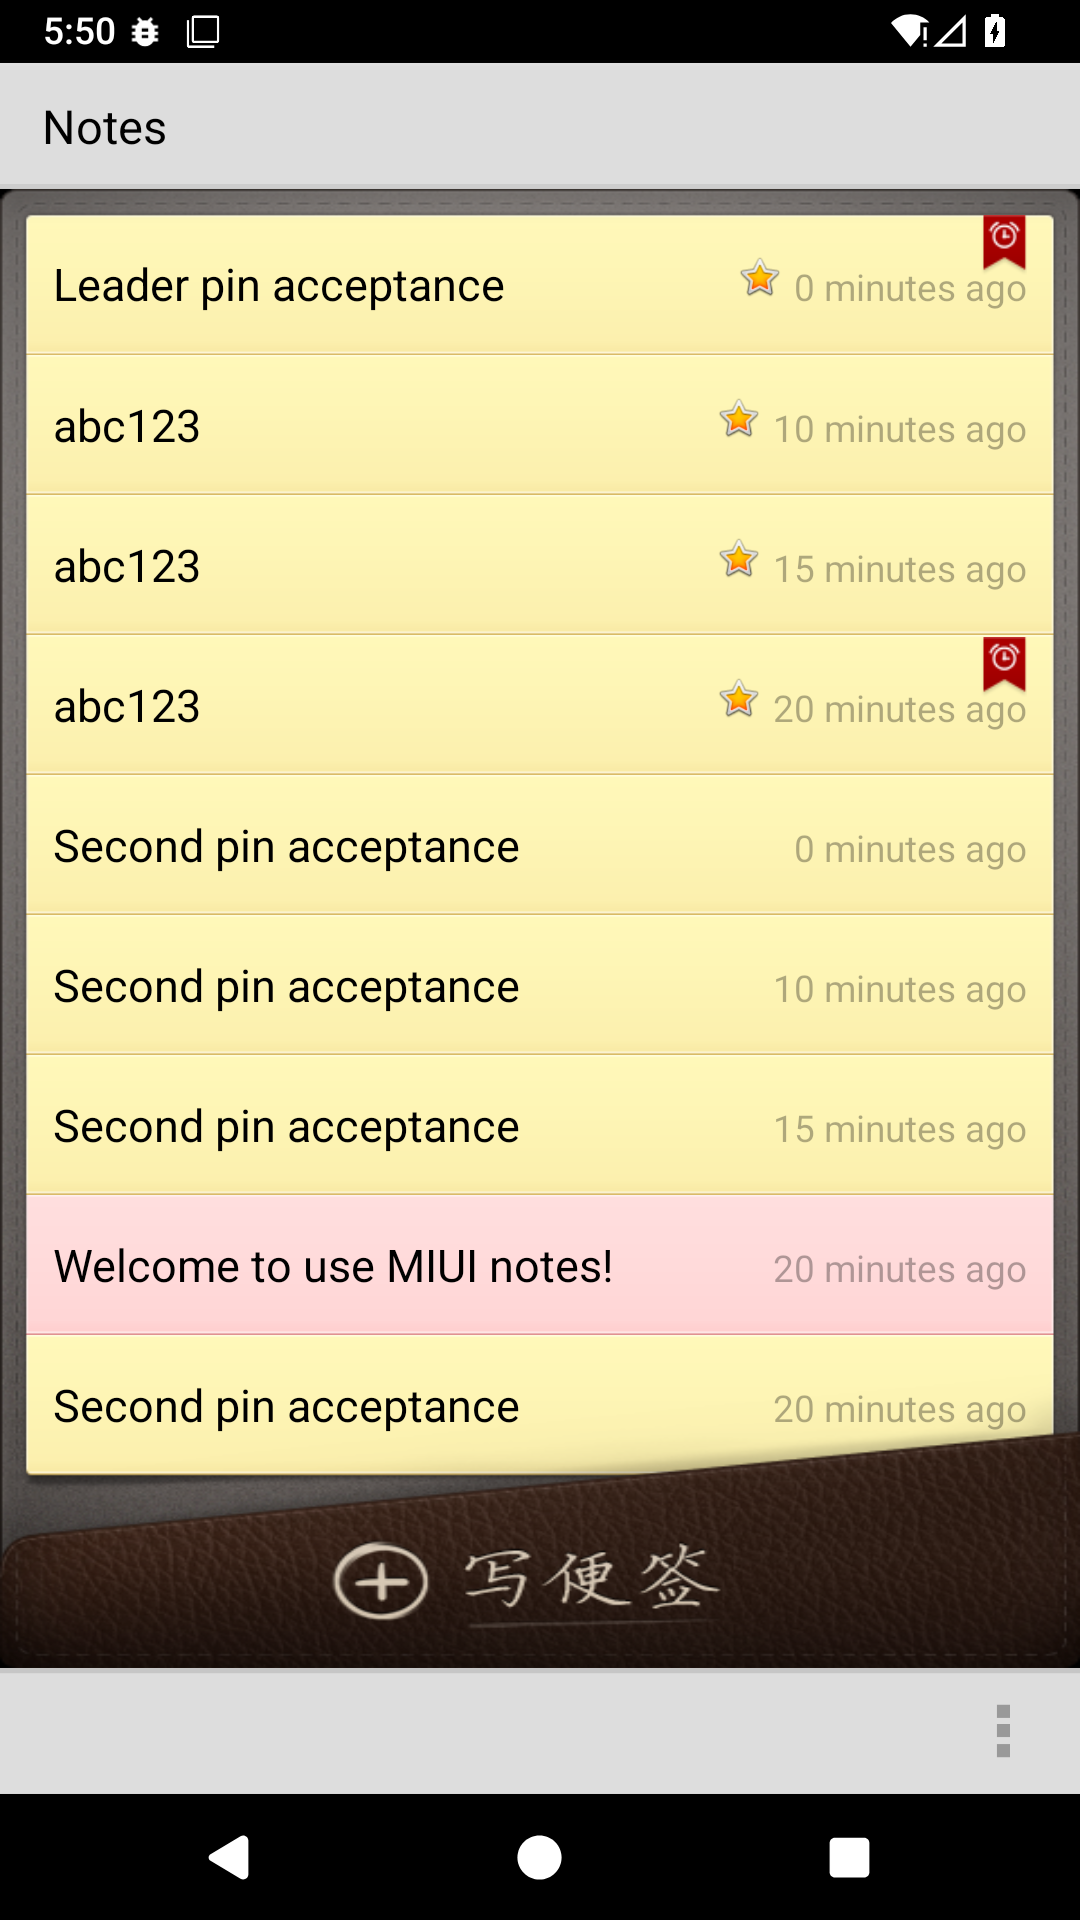 5:50
Notes
Leader pin acceptance 0 minutes ago
abc123 10 minutes ago
abc123 15 minutes ago
abc123 20 minutes ago
Second pin acceptance 0 minutes ago
Second pin acceptance 10 minutes ago
Second pin acceptance 15 minutes ago
Welcome to use MIUI notes! 20 minutes ago
Second pin acceptance 20 minutes ago
写便签